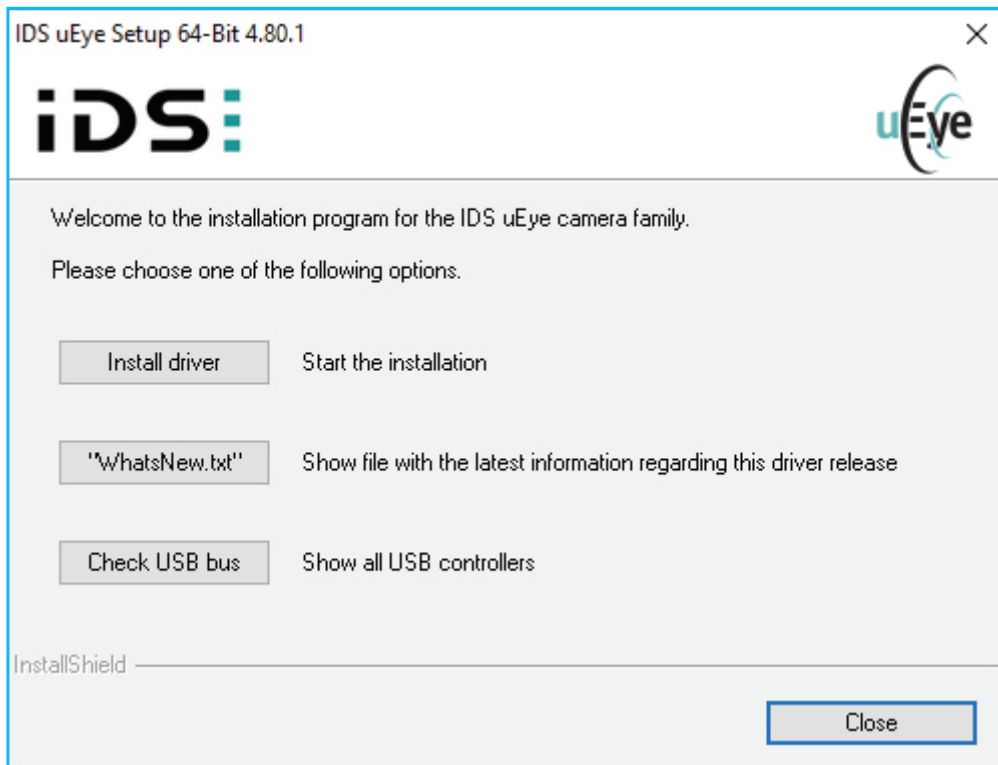 IDS uEye Setup 64-Bit 4.80.1
iDS
uEye
Welcome to the installation program for the IDS uEye camera family.
Please choose one of the following options.
Install driver Start the installation
"WhatsNew.txt" Show file with the latest information regarding this driver release
Check USB bus Show all USB controllers
InstallShield
Close